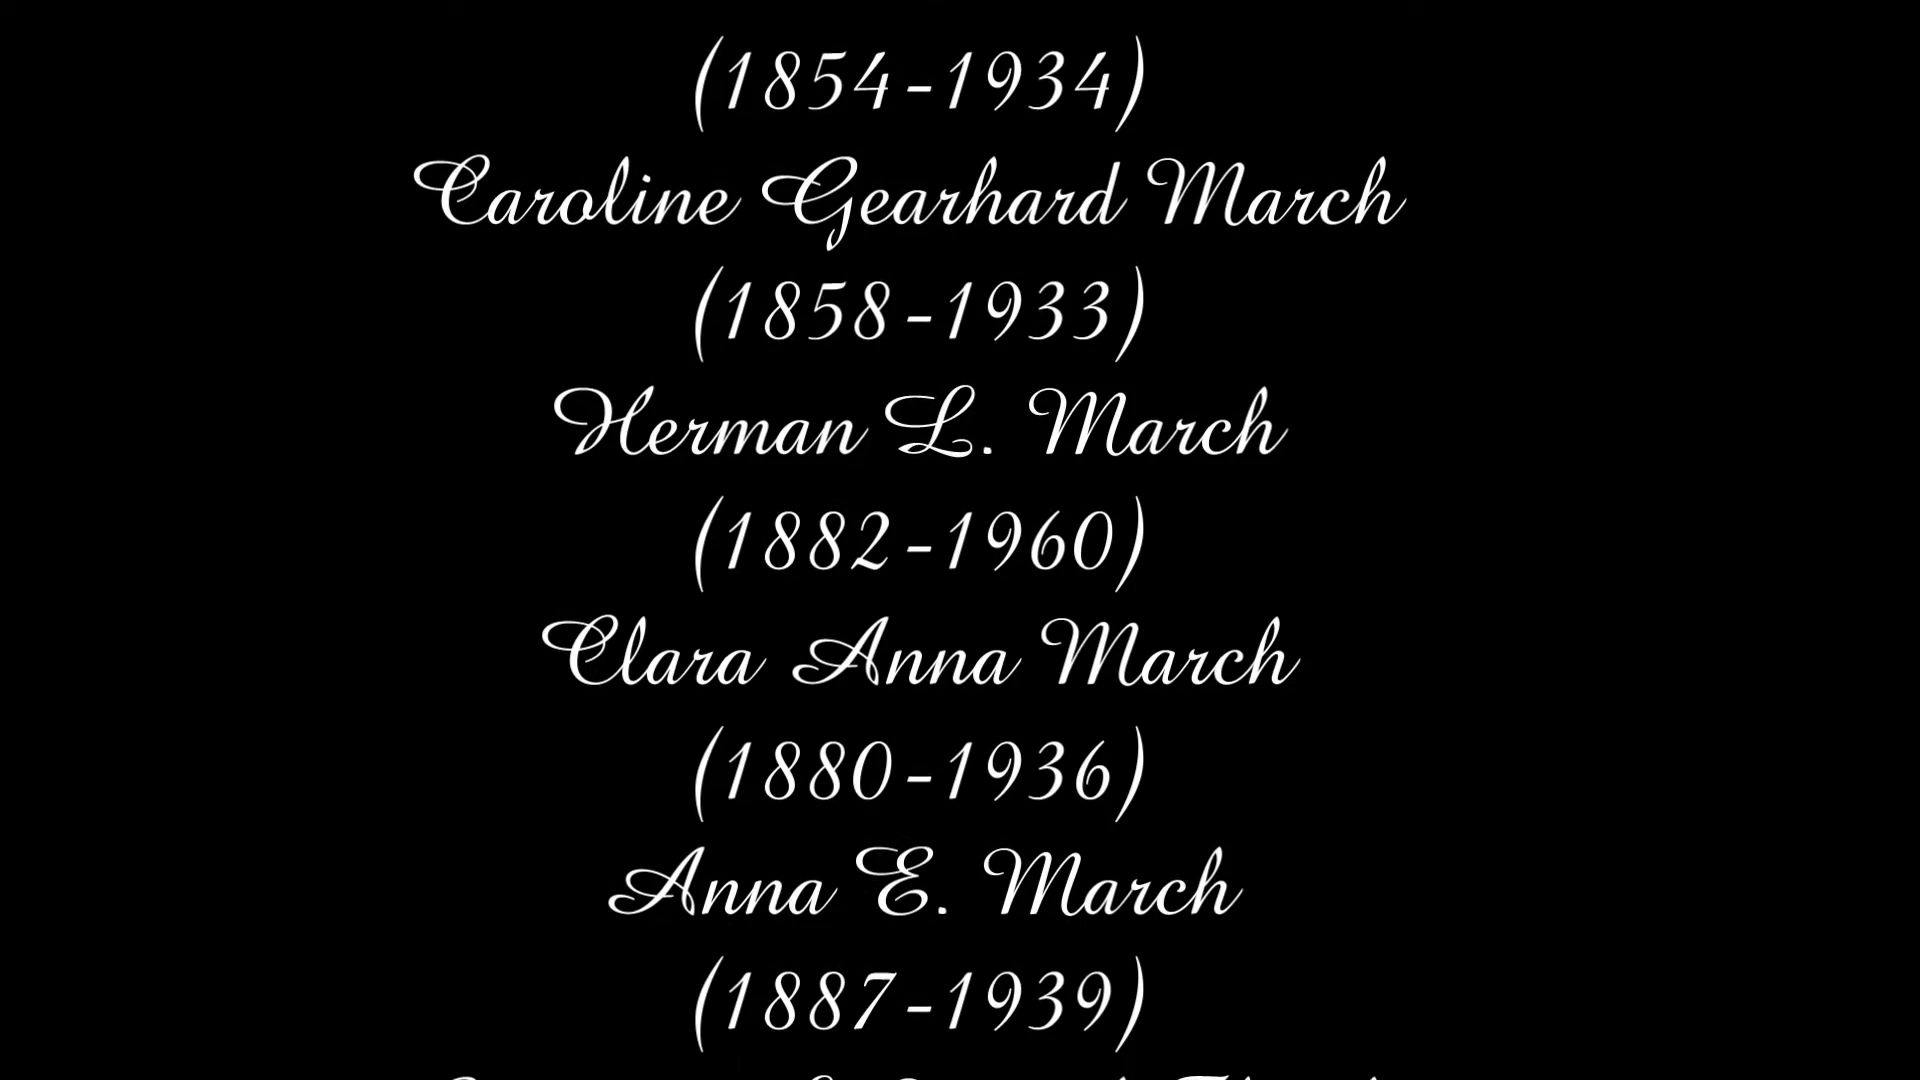 (1854-1934)
Caroline Gearhard March
(1858-1933)
Herman L. March
(1882-1960)
Clara Anna March
(1880-1936)
Anna E. March
(1887-1939)